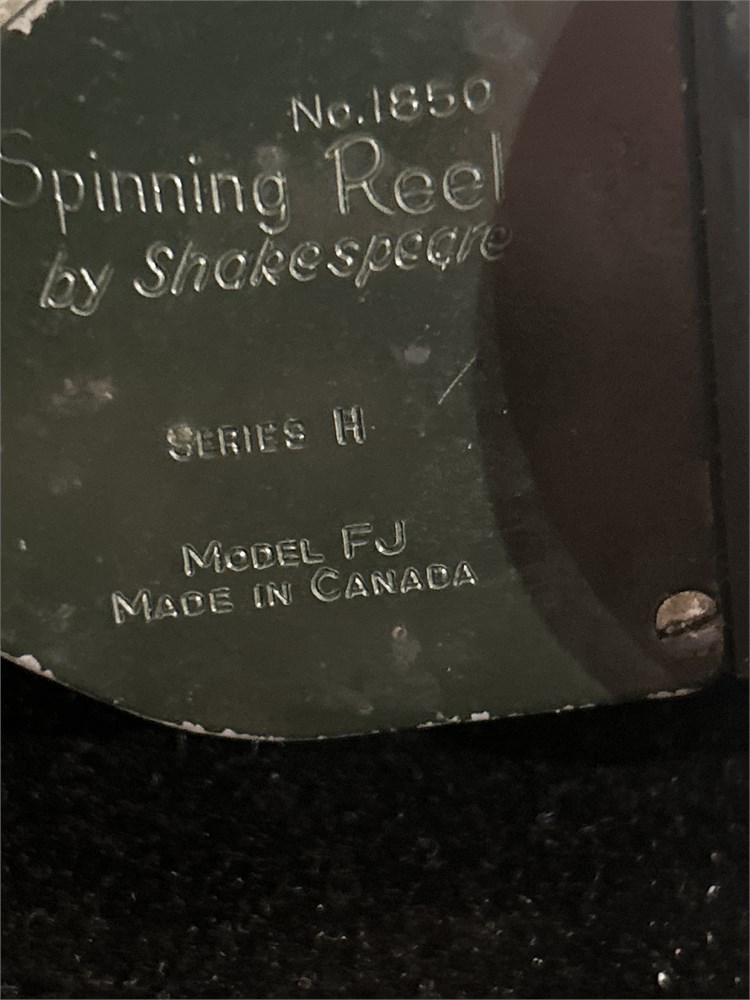 No. 1850
Spinning Reel
by Shakespeare
SERIES H
MODEL FJ
MADE IN CANADA